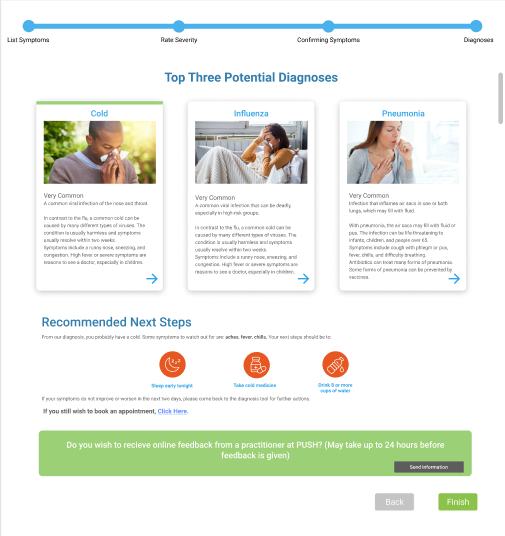 List Symptoms
Rate Severity
Confirming Symptoms
Diagnoses
Top Three Potential Diagnoses
Cold
Very Common
A common viral infection of the nose and throat.
In contrast to the flu, a common cold can be
caused by many different types of viruses. The
condition is usually harmless and symptoms
usually resolve within two weeks.
Symptoms include a runny nose, sneezing, and
congestion. High fever or severe symptoms are
reasons to see a doctor, especially in children.
Influenza
Very Common
A common viral infection that can be deadly,
especially in high-risk groups.
In contrast to the flu, a common cold can be
caused by many different types of viruses. The
condition is usually harmless and symptoms
usually resolve within two weeks.
Symptoms include a runny nose, sneezing, and
congestion. High fever or severe symptoms are
reasons to see a doctor, especially in children.
Pneumonia
Very Common
Infection that inflames air sacs in one or both
lungs, which may fill with fluid.
With pneumonia, the air sacs may fill with fluid or
pus. The infection can be life-threatening to
infants, children, and people over 65.
Symptoms include cough with phlegm or pus,
fever, chills, and difficulty breathing.
Antibiotics can treat many forms of pneumonia.
Some forms of pneumonia can be prevented by
vaccines.
Recommended Next Steps
From our diagnosis, you probably have a cold. Some symptoms to watch out for are: aches, fever, chills. Your next steps should be to:
Sleep early tonight
Take cold medicine
Drink 8 or more
cups of water
If your symptoms do not improve or worsen in the next two days, please come back to the diagnosis tool for further actions.
If you still wish to book an appointment, Click Here.
Do you wish to recieve online feedback from a practitioner at PUSH? (May take up to 24 hours before
feedback is given)
Send Information
Back
Finish